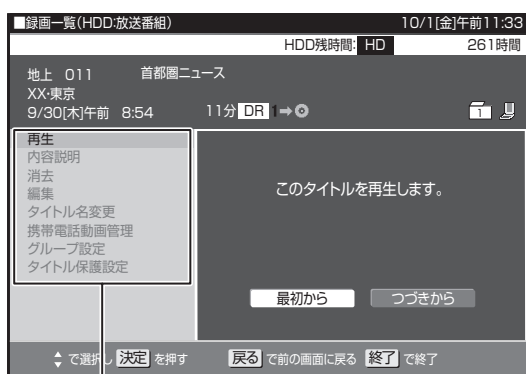 ■録画一覧(HDD:放送番組) 10/1[金]午前11:33
HDD残時間: HD 261時間
地上 011 首都圏ニュース
XX・東京
9/30[木]午前 8:54 11分 DR 1
1
再生
内容説明
消去
編集
タイトル名変更
携帯電話動画管理
グループ設定
タイトル保護設定
このタイトルを再生します。
最初から つづきから
で選択し 決定 を押す 戻る で前の画面に戻る 終了 で終了